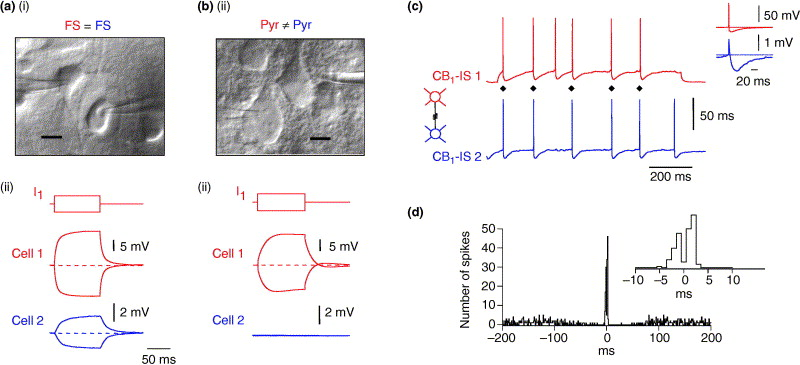 (a) (i)
FS = FS
(b) (ii)
Pyr ≠ Pyr
(c)
CB1-IS 1
CB1-IS 2
50 mV
1 mV
20 ms
50 ms
200 ms
(ii)
I1
Cell 1
5 mV
Cell 2
2 mV
50 ms
(ii)
I1
Cell 1
5 mV
Cell 2
2 mV
(d)
Number of spikes
50
40
30
20
10
0
−200 −100 0 100 200
ms
−10 −5 0 5 10
ms